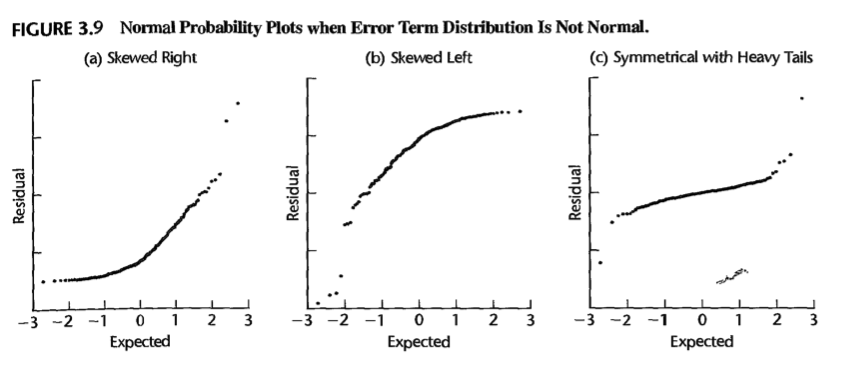 FIGURE 3.9 Normal Probability Plots when Error Term Distribution Is Not Normal.
(a) Skewed Right
(b) Skewed Left
(c) Symmetrical with Heavy Tails
Residual
Residual
Residual
−3 −2 −1 0 1 2 3
−3 −2 −1 0 1 2 3
−3 −2 −1 0 1 2 3
Expected
Expected
Expected